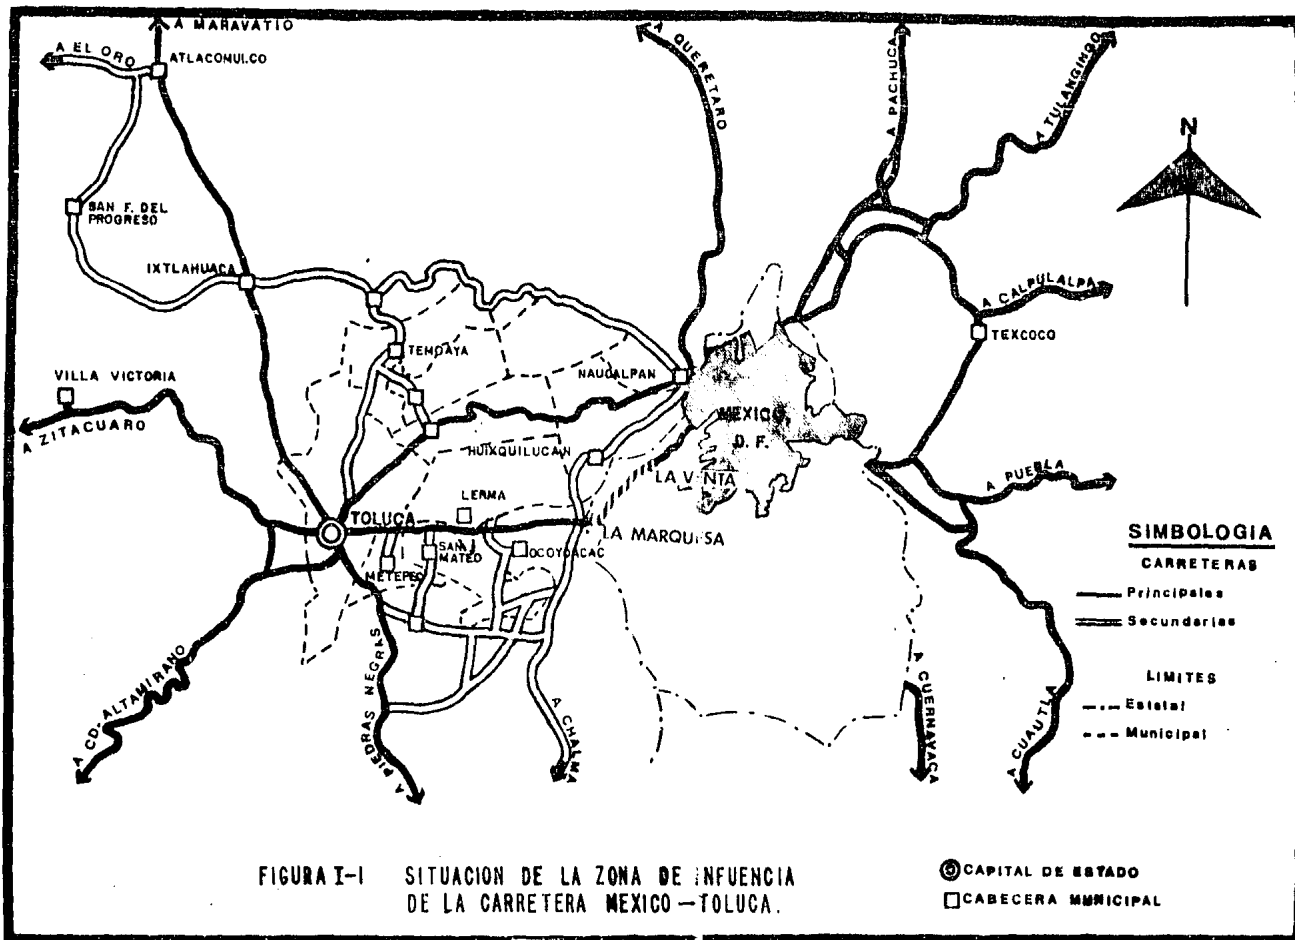 A MARAVATIO
A EL ORO
ATLACOMULCO
A QUERETARO
A PACHUCA
A TULANGINGO
N
SAN F. DEL
PROGRESO
IXTLAHUACA
A CALPULALPA
TEXCOCO
TEMOAYA
VILLA VICTORIA
NAUCALPAN
A ZITACUARO
MEXICO,
D. F.
HUIXQUILUCAN
LA VENTA
A PUEBLA
LERMA
TOLUCA
LA MARQUESA
SAN
MATEO
OCOYOACAC
METEPEC
SIMBOLOGIA
CARRETERAS
Principales
Secundarias
LIMITES
Estatal
Municipal
A CD. ALTAMIRANO
A PIEDRAS NEGRAS
A CHALMA
A CUERNAVACA
A CUAUTLA
FIGURA I-I SITUACION DE LA ZONA DE INFUENCIA
DE LA CARRETERA MEXICO-TOLUCA.
CAPITAL DE ESTADO
CABECERA MUNICIPAL